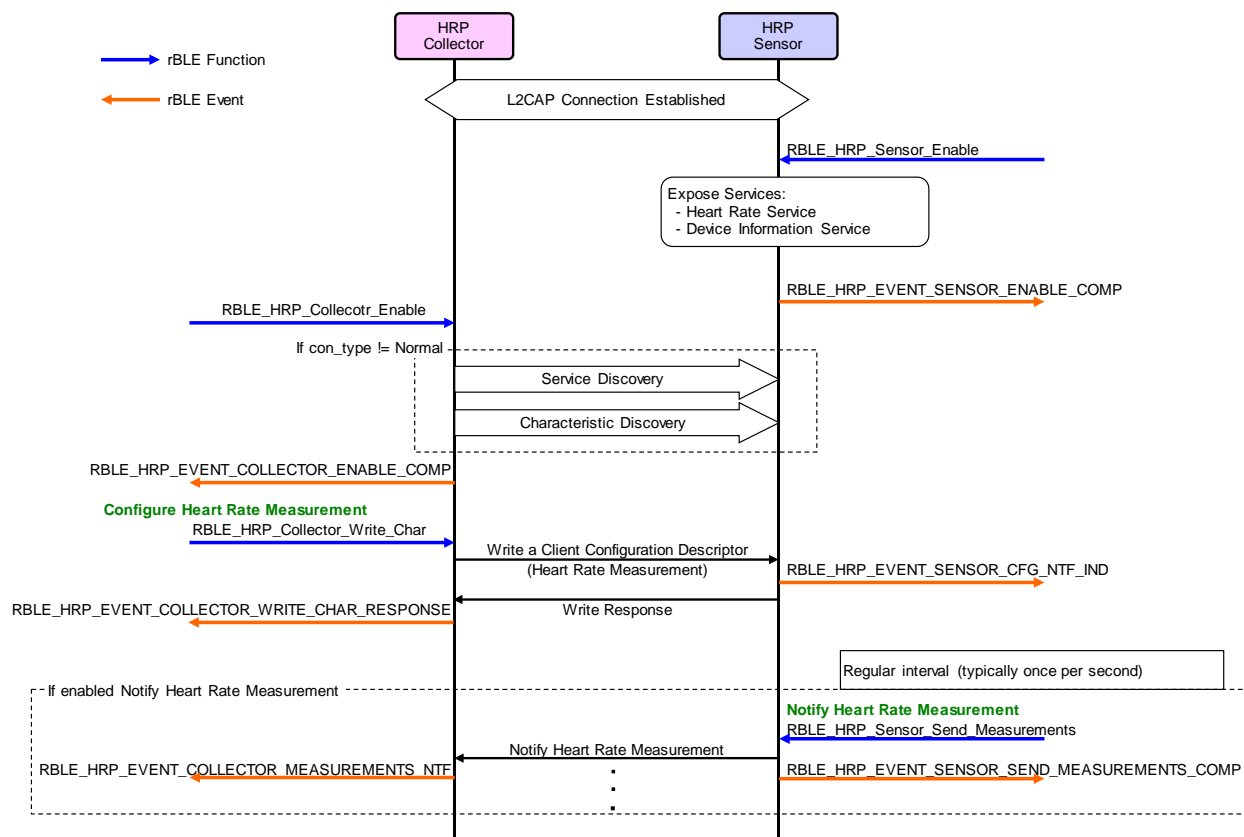 HRP
Collector
HRP
Sensor
rBLE Function
rBLE Event
L2CAP Connection Established
RBLE_HRP_Sensor_Enable
Expose Services:
- Heart Rate Service
- Device Information Service
RBLE_HRP_EVENT_SENSOR_ENABLE_COMP
RBLE_HRP_Collecotr_Enable
If con_type != Normal
Service Discovery
Characteristic Discovery
RBLE_HRP_EVENT_COLLECTOR_ENABLE_COMP
Configure Heart Rate Measurement
RBLE_HRP_Collector_Write_Char
Write a Client Configuration Descriptor
(Heart Rate Measurement)
RBLE_HRP_EVENT_SENSOR_CFG_NTF_IND
Write Response
RBLE_HRP_EVENT_COLLECTOR_WRITE_CHAR_RESPONSE
Regular interval (typically once per second)
If enabled Notify Heart Rate Measurement
Notify Heart Rate Measurement
RBLE_HRP_Sensor_Send_Measurements
Notify Heart Rate Measurement
RBLE_HRP_EVENT_COLLECTOR_MEASUREMENTS_NTF
RBLE_HRP_EVENT_SENSOR_SEND_MEASUREMENTS_COMP